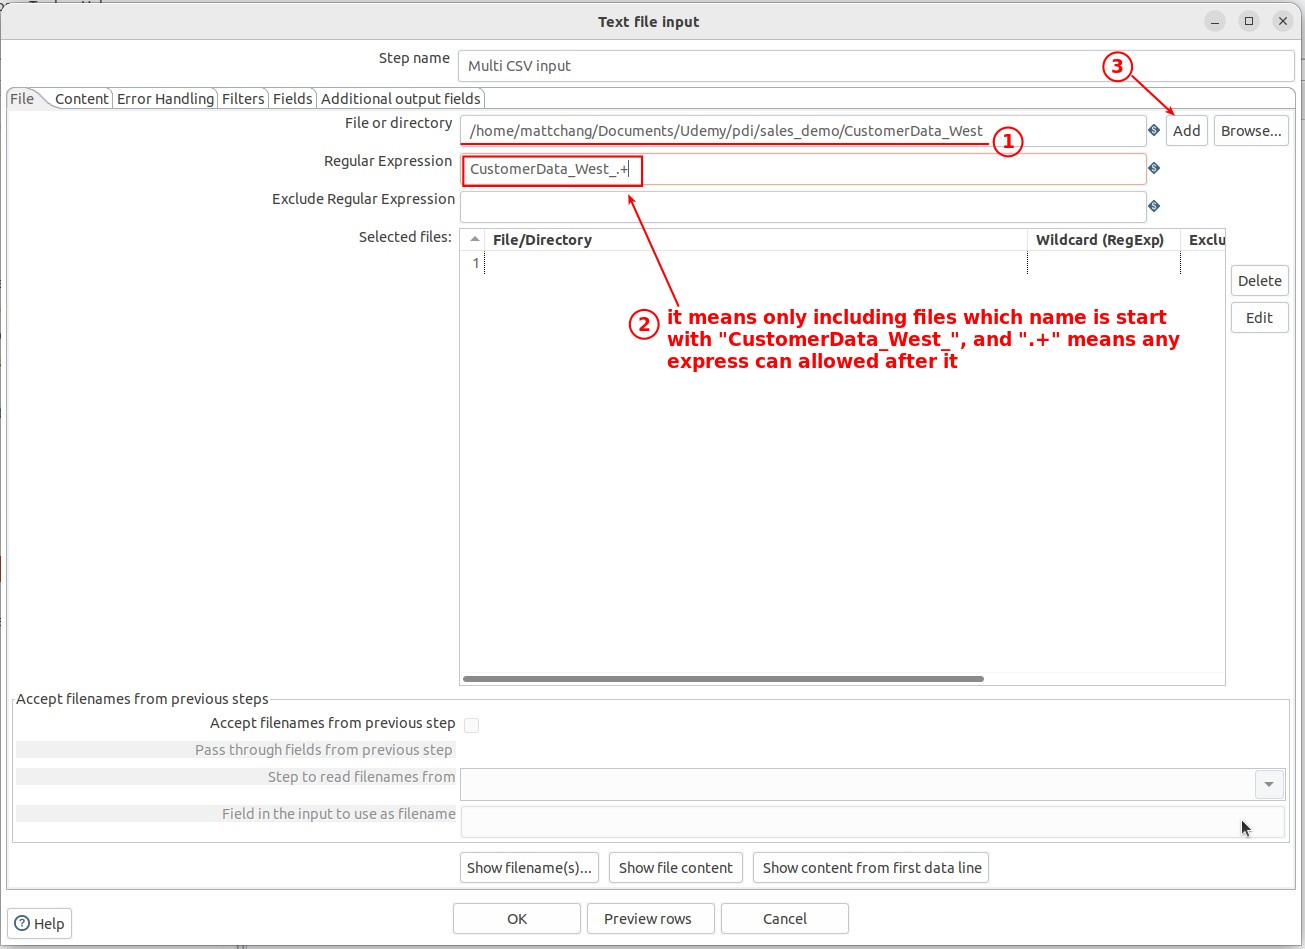 Text file input
Step name
Multi CSV input
3
File
Content
Error Handling
Filters
Fields
Additional output fields
File or directory
/home/mattchang/Documents/Udemy/pdi/sales_demo/CustomerData_West
1
Add
Browse...
Regular Expression
CustomerData_West_.+
Exclude Regular Expression
Selected files:
File/Directory
Wildcard (RegExp)
Exclu
1
Delete
Edit
2
it means only including files which name is start
with "CustomerData_West_", and ".+" means any
express can allowed after it
Accept filenames from previous steps
Accept filenames from previous step
Pass through fields from previous step
Step to read filenames from
Field in the input to use as filename
Show filename(s)...
Show file content
Show content from first data line
Help
OK
Preview rows
Cancel